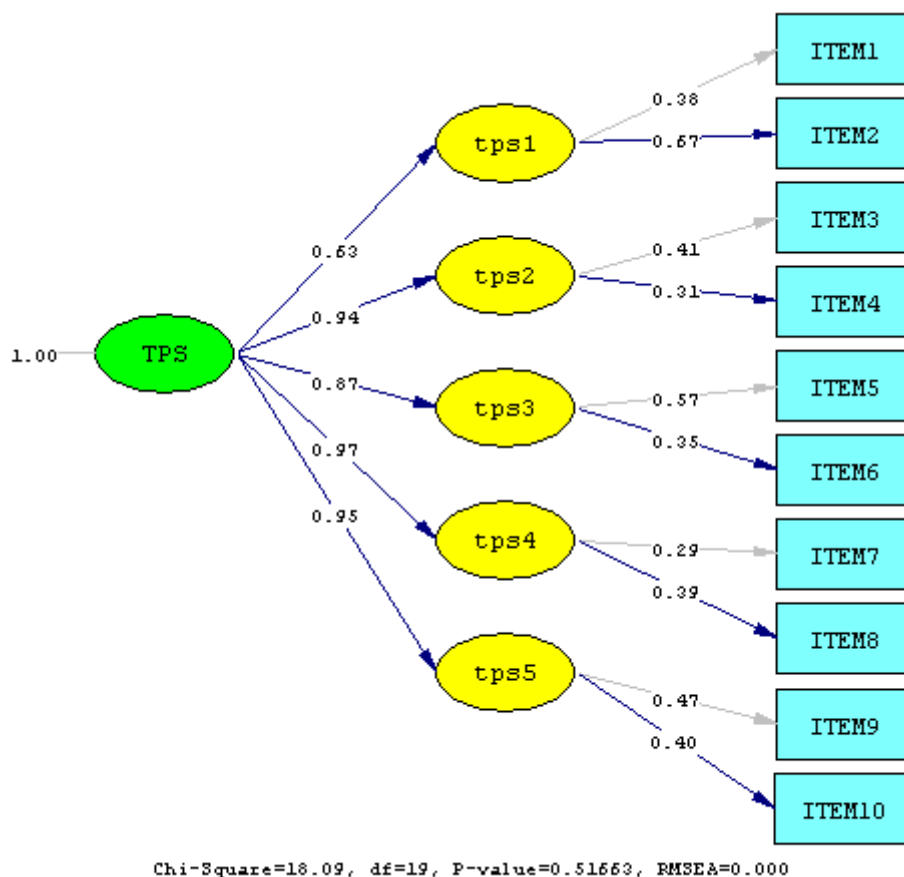 ITEM1
0.38
tps1
0.67
ITEM2
ITEM3
0.63
0.41
tps2
0.31
ITEM4
0.94
1.00
TPS
ITEM5
0.87
0.57
tps3
0.35
ITEM6
0.97
0.95
tps4
0.29
ITEM7
0.39
ITEM8
tps5
0.47
ITEM9
0.40
ITEM10
Chi-Square=18.09, df=19, P-value=0.51663, RMSEA=0.000